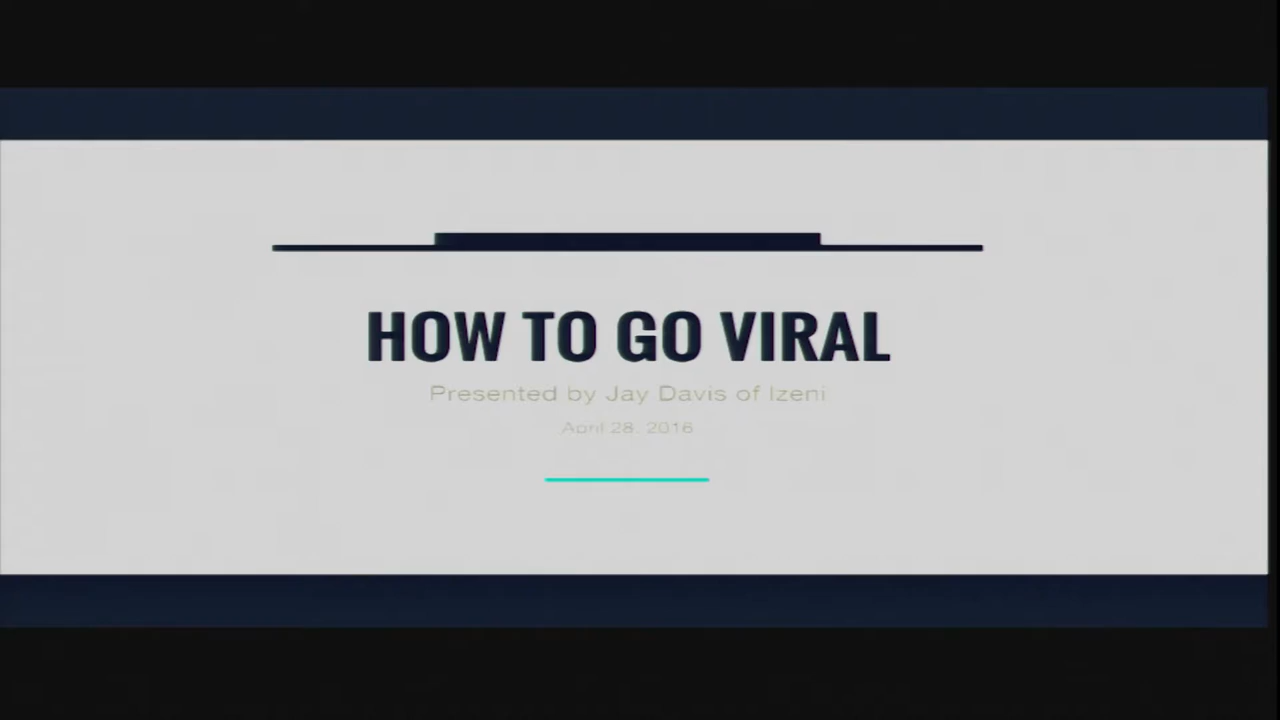 HOW TO GO VIRAL
Presented by Jay Davis of Izeni
April 28, 2016